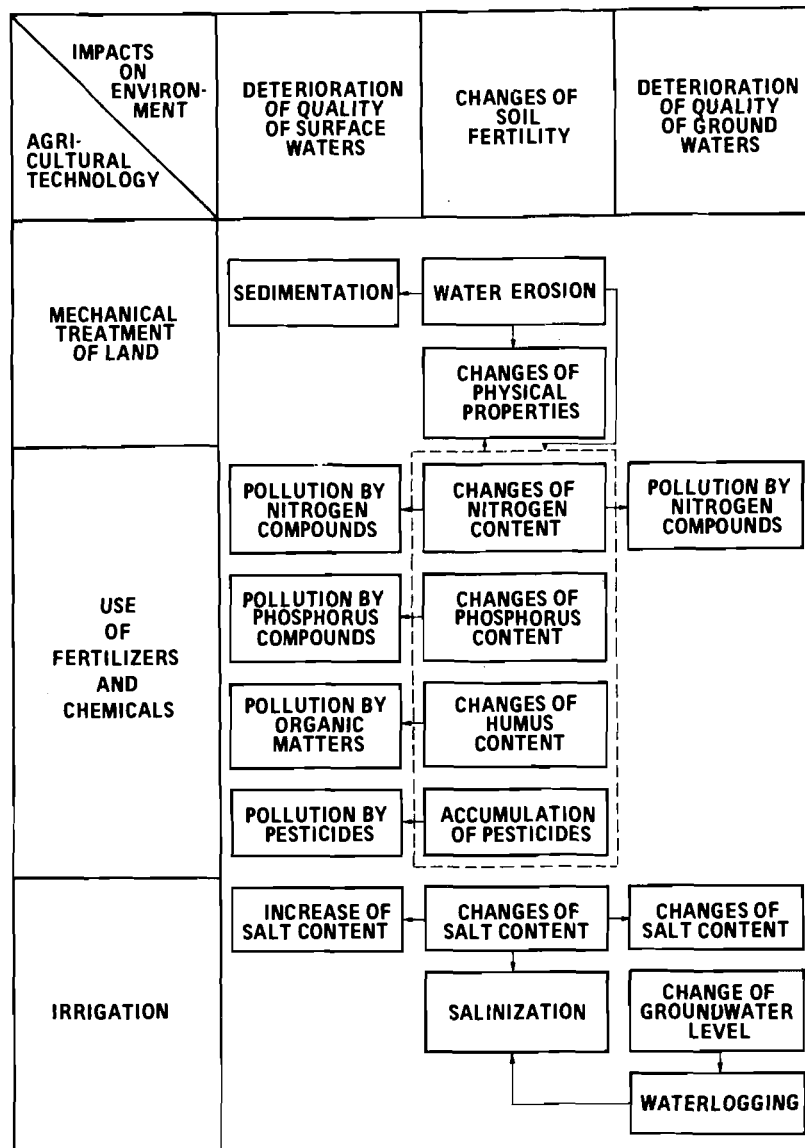 IMPACTS
ON
ENVIRON-
MENT
AGRI-
CULTURAL
TECHNOLOGY
DETERIORATION
OF QUALITY
OF SURFACE
WATERS
CHANGES OF
SOIL
FERTILITY
DETERIORATION
OF QUALITY
OF GROUND
WATERS
MECHANICAL
TREATMENT
OF LAND
SEDIMENTATION
WATER EROSION
CHANGES OF
PHYSICAL
PROPERTIES
USE
OF
FERTILIZERS
AND
CHEMICALS
POLLUTION BY
NITROGEN
COMPOUNDS
CHANGES OF
NITROGEN
CONTENT
POLLUTION BY
NITROGEN
COMPOUNDS
POLLUTION BY
PHOSPHORUS
COMPOUNDS
CHANGES OF
PHOSPHORUS
CONTENT
POLLUTION BY
ORGANIC
MATTERS
CHANGES OF
HUMUS
CONTENT
POLLUTION BY
PESTICIDES
ACCUMULATION
OF PESTICIDES
IRRIGATION
INCREASE OF
SALT CONTENT
CHANGES OF
SALT CONTENT
CHANGES OF
SALT CONTENT
SALINIZATION
CHANGE OF
GROUNDWATER
LEVEL
WATERLOGGING